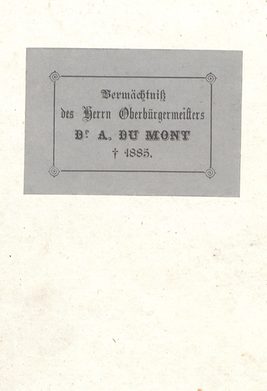 Vermächtniß
des Herrn Oberbürgermeisters
Dr A. DU MONT
† 1885.